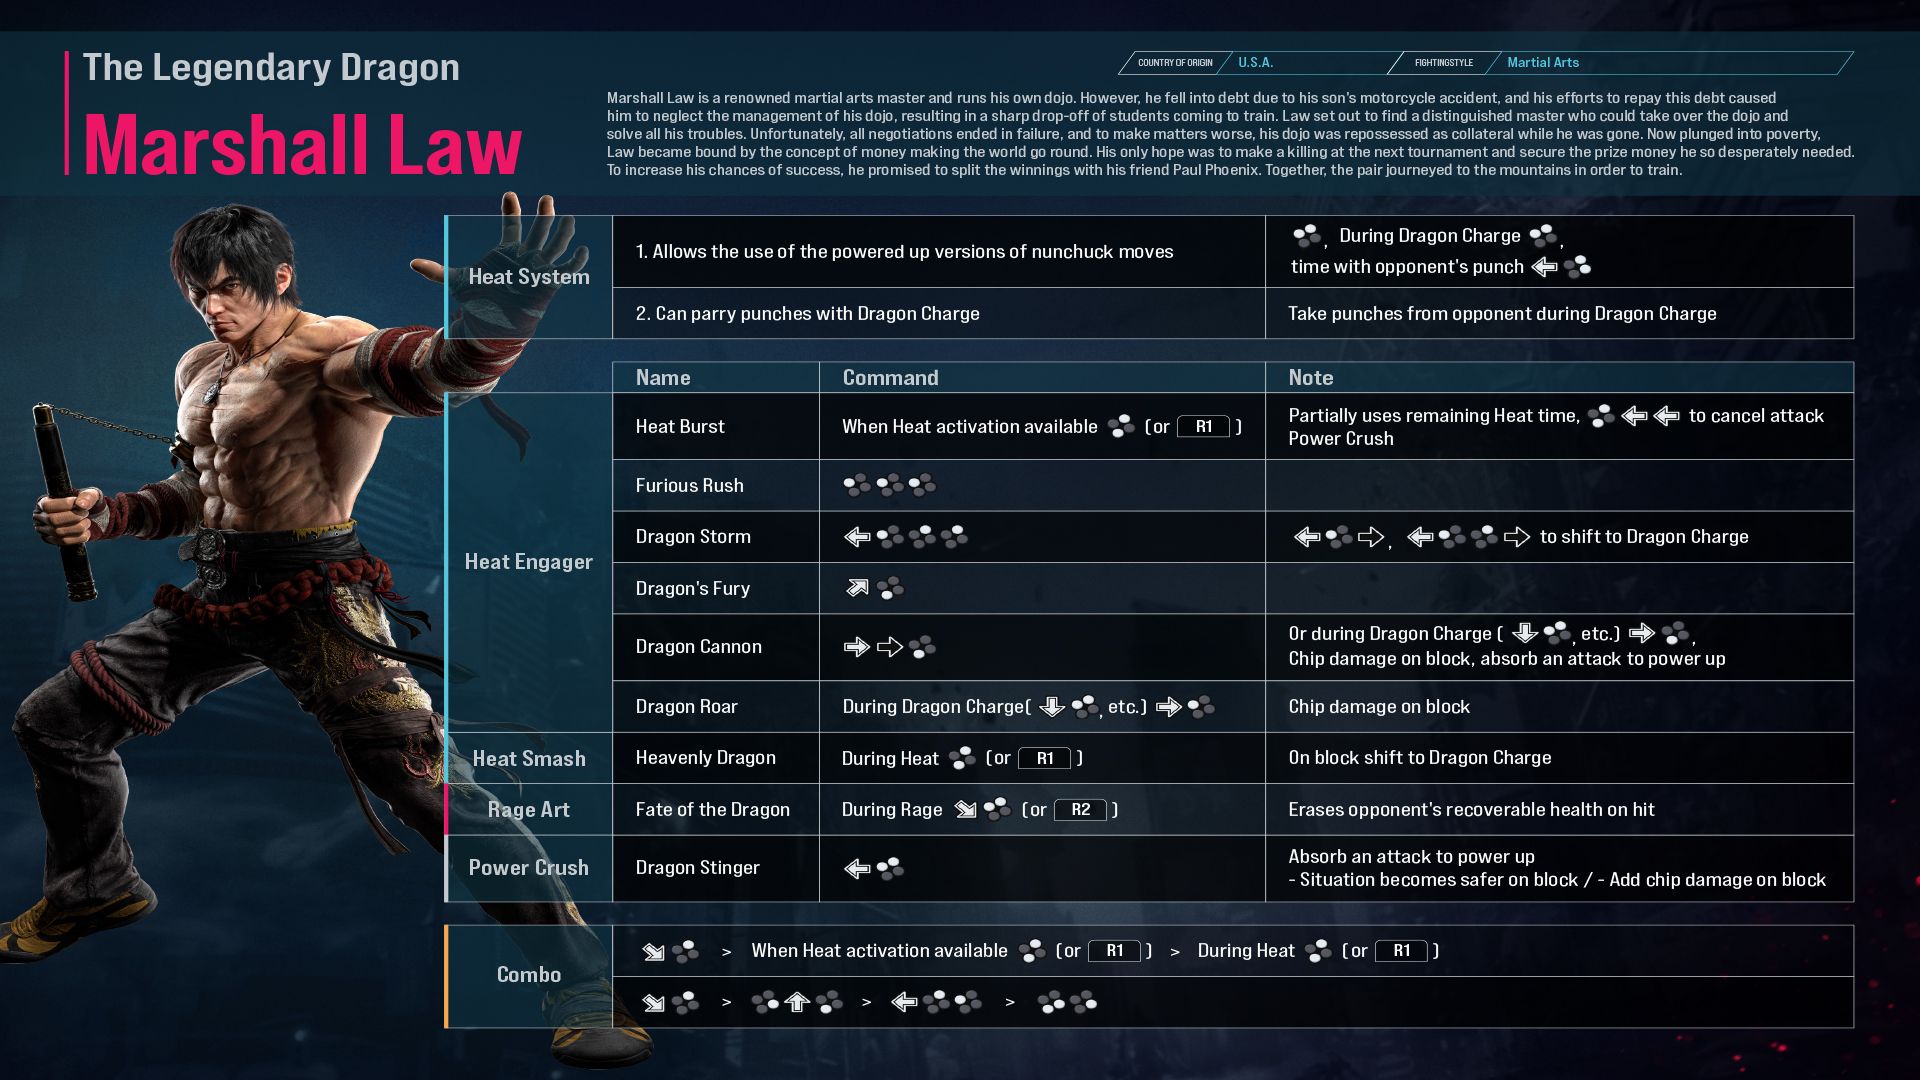 The Legendary Dragon
Marshall Law
COUNTRY OF ORIGIN U.S.A. FIGHTINGSTYLE Martial Arts
Marshall Law is a renowned martial arts master and runs his own dojo. However, he fell into debt due to his son's motorcycle accident, and his efforts to repay this debt caused
him to neglect the management of his dojo, resulting in a sharp drop-off of students coming to train. Law set out to find a distinguished master who could take over the dojo and
solve all his troubles. Unfortunately, all negotiations ended in failure, and to make matters worse, his dojo was repossessed as collateral while he was gone. Now plunged into poverty,
Law became bound by the concept of money making the world go round. His only hope was to make a killing at the next tournament and secure the prize money he so desperately needed.
To increase his chances of success, he promised to split the winnings with his friend Paul Phoenix. Together, the pair journeyed to the mountains in order to train.
Heat System
1. Allows the use of the powered up versions of nunchuck moves
, During Dragon Charge ,
time with opponent's punch
2. Can parry punches with Dragon Charge
Take punches from opponent during Dragon Charge
Name Command Note
Heat Engager
Heat Burst
When Heat activation available (or R1 )
Partially uses remaining Heat time, to cancel attack
Power Crush
Furious Rush
Dragon Storm
, to shift to Dragon Charge
Dragon's Fury
Dragon Cannon
Or during Dragon Charge ( , etc.) ,
Chip damage on block, absorb an attack to power up
Dragon Roar
During Dragon Charge( , etc.)
Chip damage on block
Heat Smash
Heavenly Dragon
During Heat (or R1 )
On block shift to Dragon Charge
Rage Art
Fate of the Dragon
During Rage (or R2 )
Erases opponent's recoverable health on hit
Power Crush
Dragon Stinger
Absorb an attack to power up
- Situation becomes safer on block / - Add chip damage on block
Combo
> When Heat activation available (or R1 ) > During Heat (or R1 )
> > >